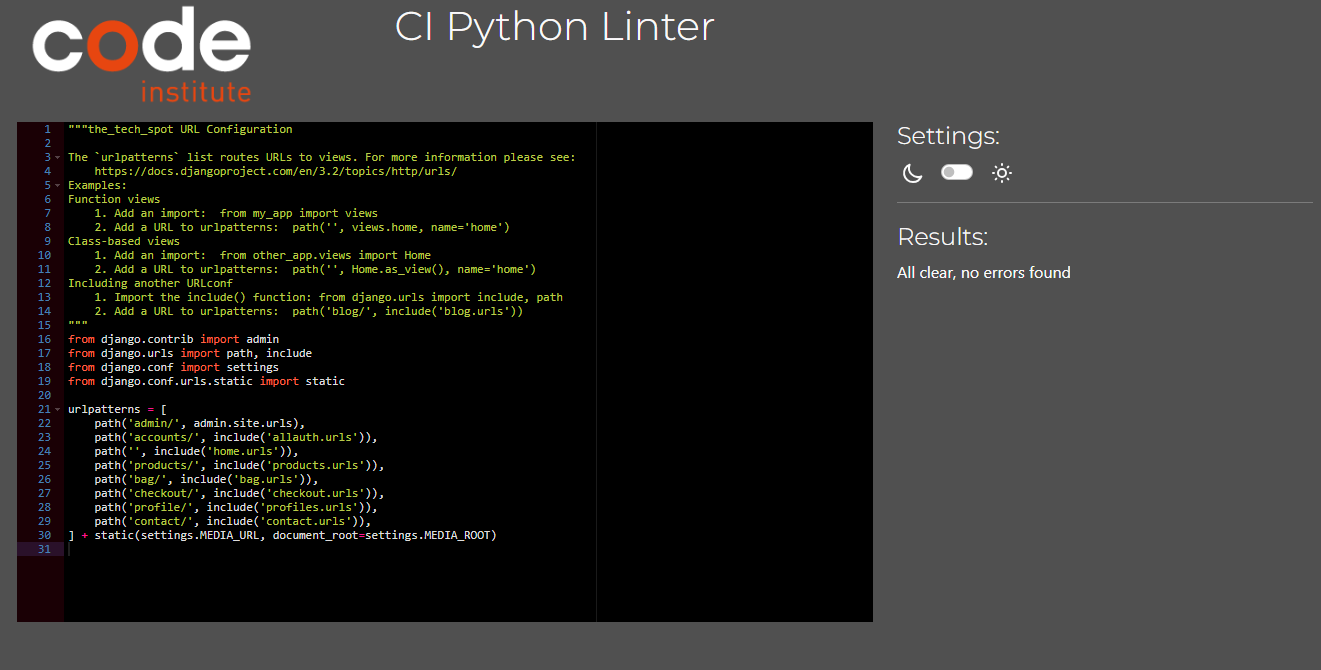 code
institute
CI Python Linter
1 """the_tech_spot URL Configuration
2
3 The `urlpatterns` list routes URLs to views. For more information please see:
4     https://docs.djangoproject.com/en/3.2/topics/http/urls/
5 Examples:
6 Function views
7     1. Add an import:  from my_app import views
8     2. Add a URL to urlpatterns:  path('', views.home, name='home')
9 Class-based views
10     1. Add an import:  from other_app.views import Home
11     2. Add a URL to urlpatterns:  path('', Home.as_view(), name='home')
12 Including another URLconf
13     1. Import the include() function: from django.urls import include, path
14     2. Add a URL to urlpatterns:  path('blog/', include('blog.urls'))
15 """
16 from django.contrib import admin
17 from django.urls import path, include
18 from django.conf import settings
19 from django.conf.urls.static import static
20
21 urlpatterns = [
22     path('admin/', admin.site.urls),
23     path('accounts/', include('allauth.urls')),
24     path('', include('home.urls')),
25     path('products/', include('products.urls')),
26     path('bag/', include('bag.urls')),
27     path('checkout/', include('checkout.urls')),
28     path('profile/', include('profiles.urls')),
29     path('contact/', include('contact.urls')),
30 ] + static(settings.MEDIA_URL, document_root=settings.MEDIA_ROOT)
31
Settings:
Results:
All clear, no errors found